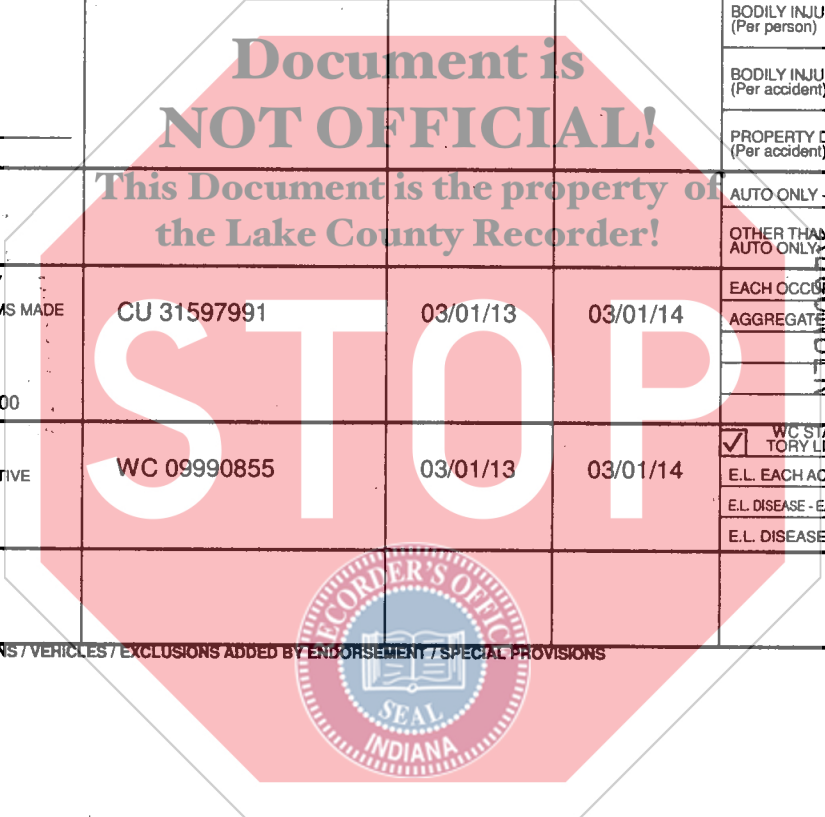 BODILY INJU
(Per person)
Document is
BODILY INJU
(Per accident)
NOT OFFICIAL!
PROPERTY D
(Per accident)
This Document is the property of
AUTO ONLY -
the Lake County Recorder!
OTHER THAN
AUTO ONLY
EACH OCCU
MS MADE CU 31597991 03/01/13 03/01/14 AGGREGATE
STOP
00
WC STA
TORY LI
TIVE WC 09990855 03/01/13 03/01/14 E.L. EACH AC
E.L. DISEASE - E
E.L. DISEASE
RECORDER'S OFFIC
NS / VEHICLES / EXCLUSIONS ADDED BY ENDORSEMENT / SPECIAL PROVISIONS
SEAL
INDIANA